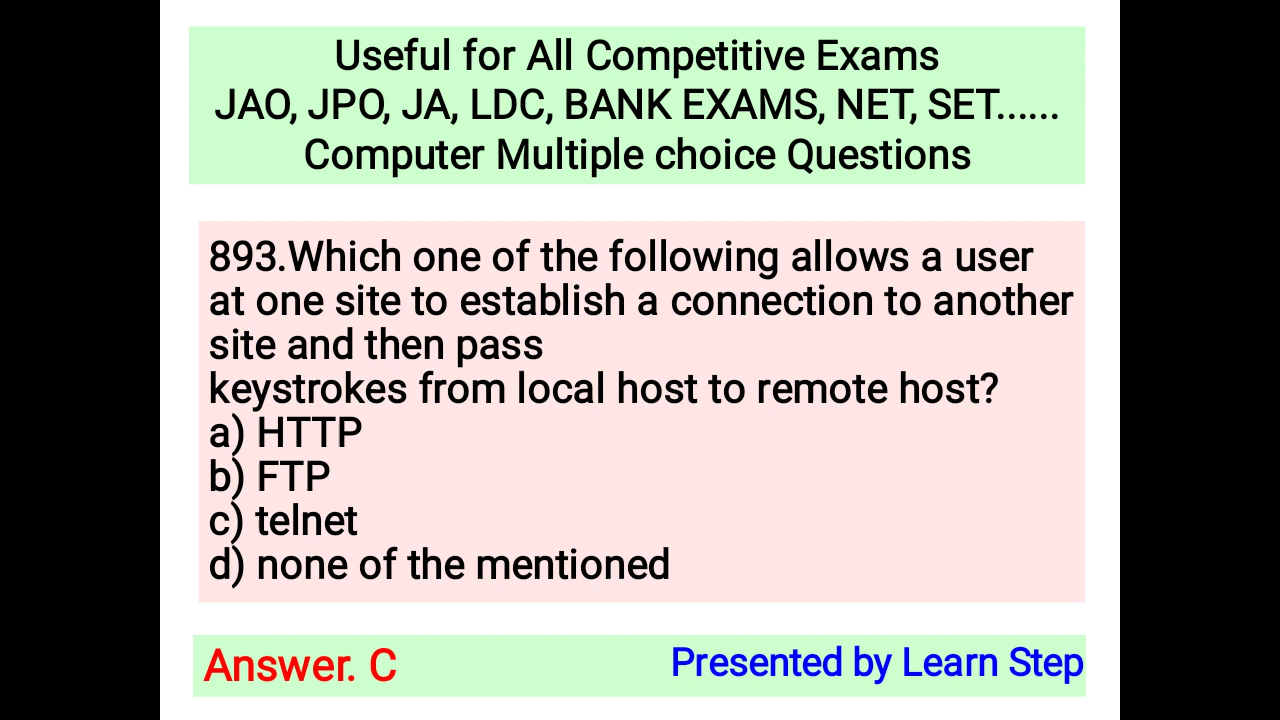 Useful for All Competitive Exams
JAO, JPO, JA, LDC, BANK EXAMS, NET, SET......
Computer Multiple choice Questions
893.Which one of the following allows a user
at one site to establish a connection to another
site and then pass
keystrokes from local host to remote host?
a) HTTP
b) FTP
c) telnet
d) none of the mentioned
Answer. C
Presented by Learn Step